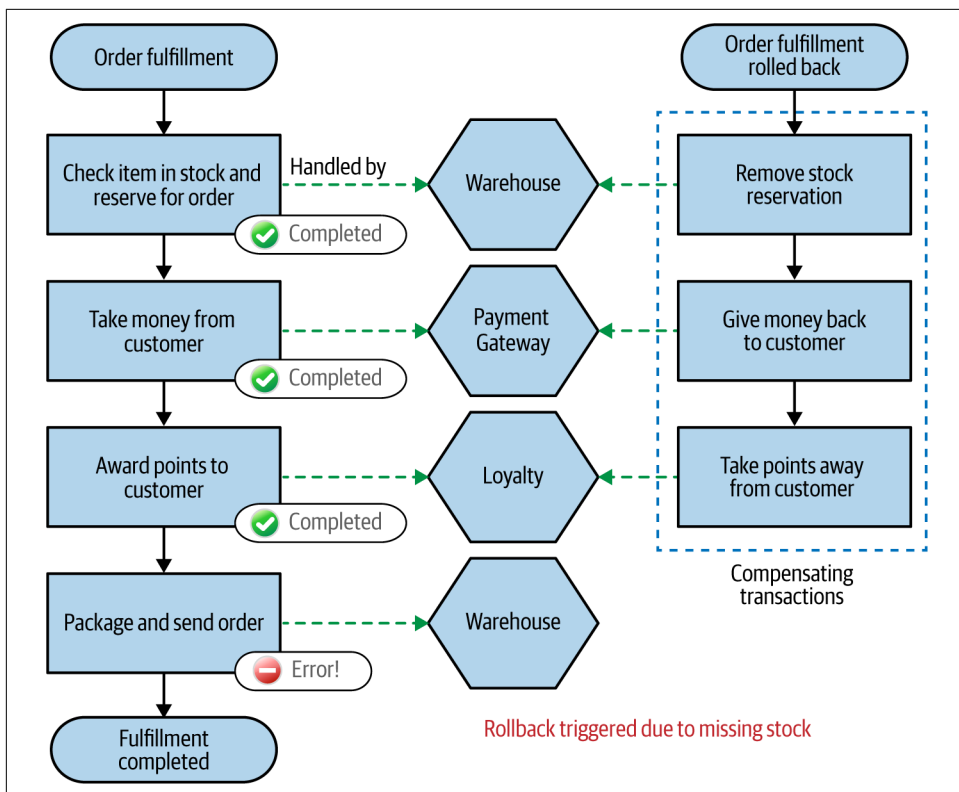 Order fulfillment
Order fulfillment
rolled back
Check item in stock and
reserve for order
Handled by
Warehouse
Remove stock
reservation
Completed
Take money from
customer
Payment
Gateway
Give money back
to customer
Completed
Award points to
customer
Loyalty
Take points away
from customer
Completed
Compensating
transactions
Package and send order
Warehouse
Error!
Rollback triggered due to missing stock
Fulfillment
completed